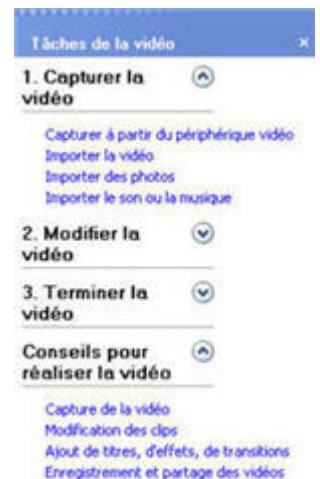 Tâches de la vidéo
1. Capturer la
vidéo
Capturer à partir du périphérique vidéo
Importer la vidéo
Importer des photos
Importer le son ou la musique
2. Modifier la
vidéo
3. Terminer la
vidéo
Conseils pour
réaliser la vidéo
Capture de la vidéo
Modification des clips
Ajout de titres, d'effets, de transitions
Enregistrement et partage des vidéos